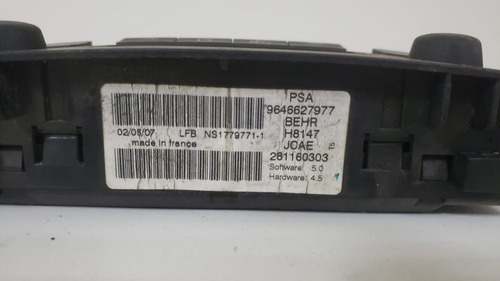 PSA
9646627977
BEHR
02/05/07 LFB NS1779771-1 H8147
made in france JCAE 15
281160303
Software: 5.0
Hardware: 4.5